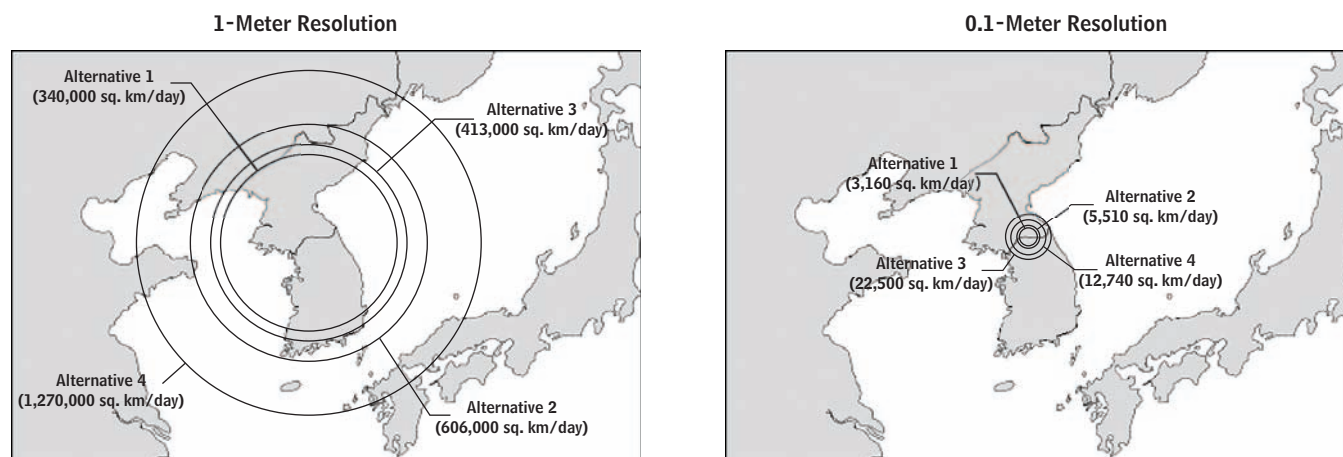 1-Meter Resolution
Alternative 1
(340,000 sq. km/day)
Alternative 3
(413,000 sq. km/day)
Alternative 4
(1,270,000 sq. km/day)
Alternative 2
(606,000 sq. km/day)
0.1-Meter Resolution
Alternative 1
(3,160 sq. km/day)
Alternative 2
(5,510 sq. km/day)
Alternative 3
(22,500 sq. km/day)
Alternative 4
(12,740 sq. km/day)